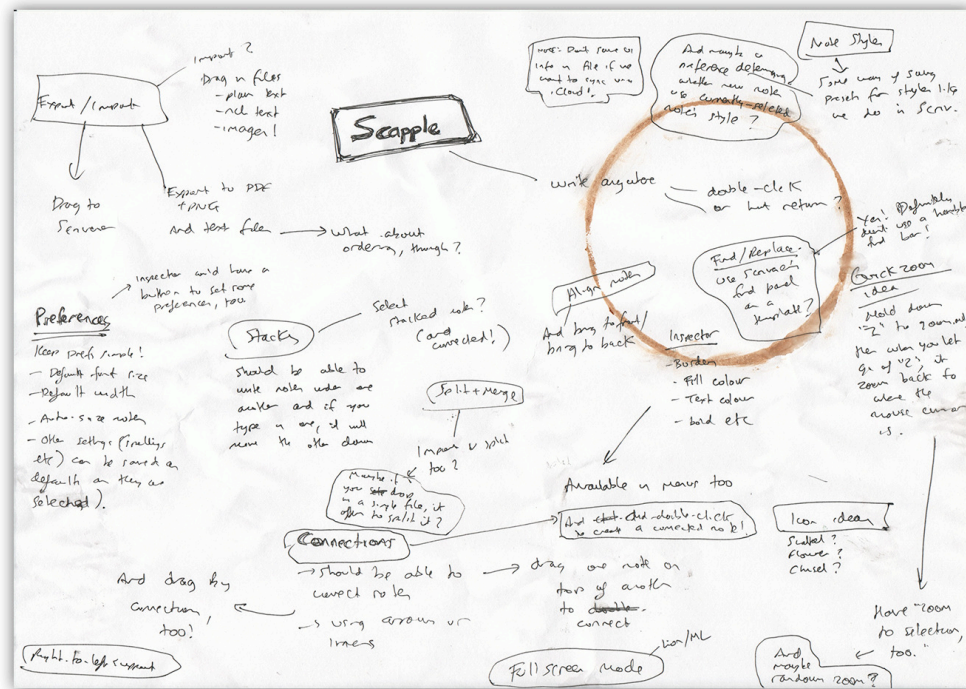 Import?
Drag in files
- plain text
- rich text
- images!
Export/Import
Drag to
Scrivener
Export to PDF
+ PNG
And text files
What about
ordering, though?
Scapple
NOTE: Don't save UI
info in file if we
want to sync via
iCloud!
And maybe a
preference determining
whether new notes
use currently-selected
note's style?
Note Styles
Some way of saving
presets for styles like
we do in Scriv.
Write anywhere
double-click
or hit return?
Yes! Definitely
don't use a
find bar!
Find/Replace
use Scrivener's
find panel
as a
template?
Align notes
And bring to front/
bring to back
Quick zoom
idea
Hold down
"Z" to zoom out
then when you let
go of "Z", it
zooms back to
where the
mouse cursor
is.
Inspector
- Border
- Fill colour
- Text colour
- bold etc
Available in menus too
Inspector could have a
button to set some
preferences, too
Preferences
Keep prefs simple!
- Default font size
- Default width
- Auto-size notes
- Other settings
etc) can be saved as
default as they are
selected).
Stacks
Select
stacked notes?
(and
connected!)
Should be able to
write notes under one
another and if you
type in one, it will
move the other down
Split + Merge
Import & split
too?
Maybe if
you drop
in a single file, it
offers to split it?
Connections
And double-click
to create a connected note!
Icon ideas
Scalpel?
Flower?
Chisel?
Should be able to
connect notes
drag one note on
top of another
to
connect
using arrows or
lines
And drag by
connection,
too!
Right-to-left support
Full screen mode
Lion/ML
Have "zoom
to selection,
too."
And
maybe
random zoom?